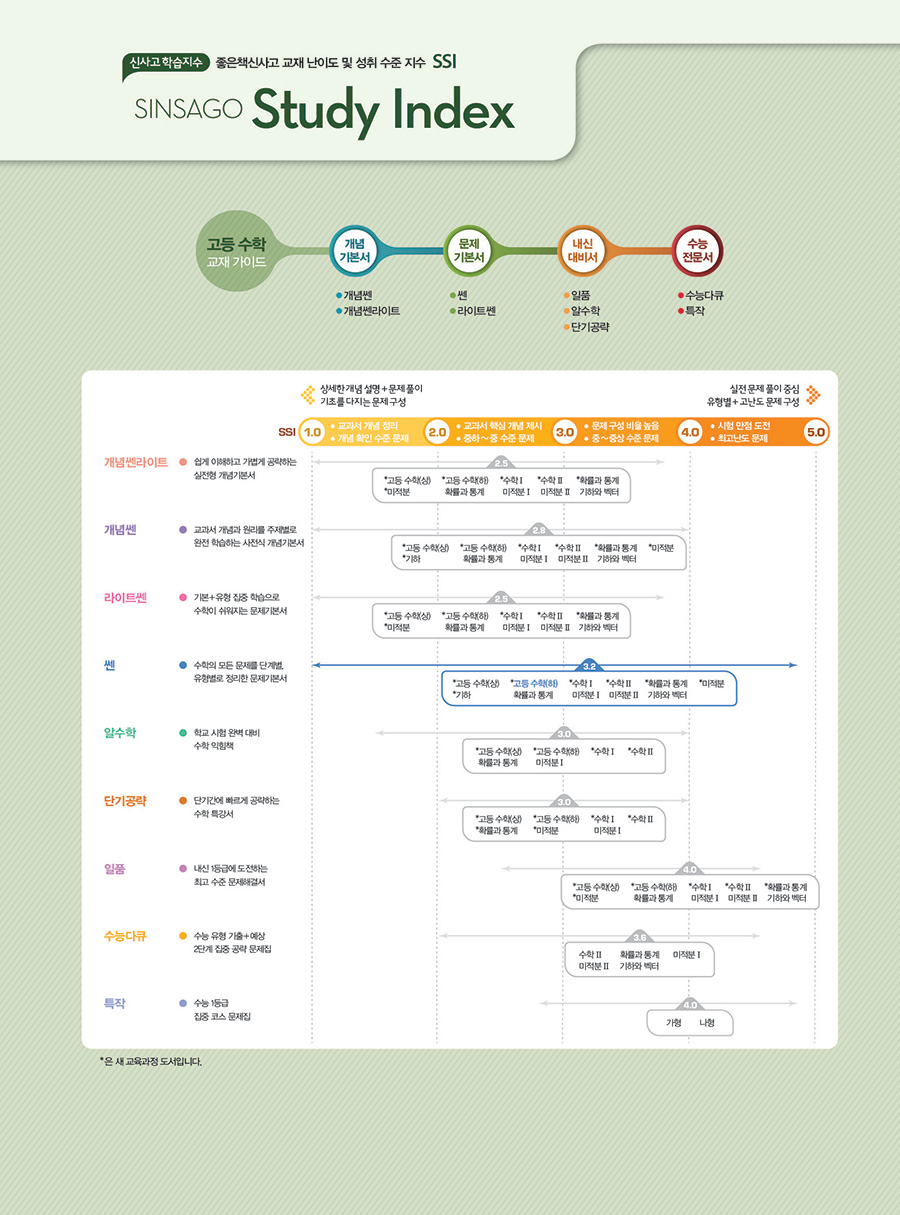 신사고 학습지수 좋은책신사고 교재 난이도 및 성취 수준 지수 SSI
SINSAGO Study Index
고등 수학
교재 가이드
개념
기본서
문제
기본서
내신
대비서
수능
전문서
개념쎈
개념쎈라이트
쎈
라이트쎈
일품
알수학
단기공략
수능다큐
특작
상세한 개념 설명 + 문제 풀이
기초를 다지는 문제 구성
실전 문제 풀이 중심
유형별 + 고난도 문제 구성
SSI 1.0 2.0 3.0 4.0 5.0
• 교과서 개념 정리
• 개념 확인 수준 문제
• 교과서 핵심 개념 제시
• 중하～중 수준 문제
• 문제 구성 비율 높음
• 중～중상 수준 문제
• 시험 만점 도전
• 최고난도 문제
개념쎈라이트
쉽게 이해하고 가볍게 공략하는
실전형 개념기본서
2.5
*고등 수학(상) *고등 수학(하) *수학 I *수학 II *확률과 통계
*미적분 확률과 통계 미적분 I 미적분 II 기하와 벡터
개념쎈
교과서 개념과 원리를 주제별로
완전 학습하는 사전식 개념기본서
2.9
*고등 수학(상) *고등 수학(하) *수학 I *수학 II *확률과 통계 *미적분
*기하 확률과 통계 미적분 I 미적분 II 기하와 벡터
라이트쎈
기본+유형 집중 학습으로
수학이 쉬워지는 문제기본서
2.5
*고등 수학(상) *고등 수학(하) *수학 I *수학 II *확률과 통계
*미적분 확률과 통계 미적분 I 미적분 II 기하와 벡터
쎈
수학의 모든 문제를 단계별,
유형별로 정리한 문제기본서
3.2
*고등 수학(상) *고등 수학(하) *수학 I *수학 II *확률과 통계 *미적분
*기하 확률과 통계 미적분 I 미적분 II 기하와 벡터
알수학
학교 시험 완벽 대비
수학 익힘책
3.0
*고등 수학(상) *고등 수학(하) *수학 I *수학 II
확률과 통계 미적분 I
단기공략
단기간에 빠르게 공략하는
수학 특강서
3.0
*고등 수학(상) *고등 수학(하) *수학 I *수학 II
*확률과 통계 *미적분 미적분 I
일품
내신 1등급에 도전하는
최고 수준 문제해결서
4.0
*고등 수학(상) *고등 수학(하) *수학 I *수학 II *확률과 통계
*미적분 확률과 통계 미적분 I 미적분 II 기하와 벡터
수능다큐
수능 유형 기출+예상
2단계 집중 공략 문제집
3.6
수학 II 확률과 통계 미적분 I
미적분 II 기하와 벡터
특작
수능 1등급
집중 코스 문제집
4.0
가형 나형
*은 새 교육과정 도서입니다.